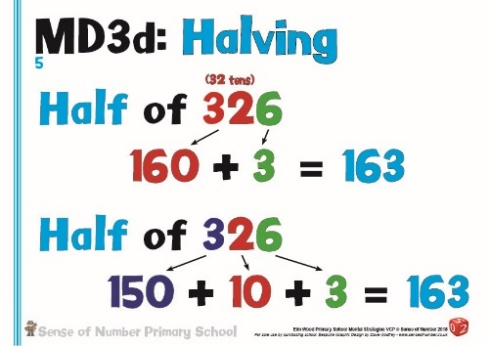 MD3d: Halving
5
(32 tens)
Half of 326
160 + 3 = 163
Half of 326
150 + 10 + 3 = 163
Sense of Number Primary School